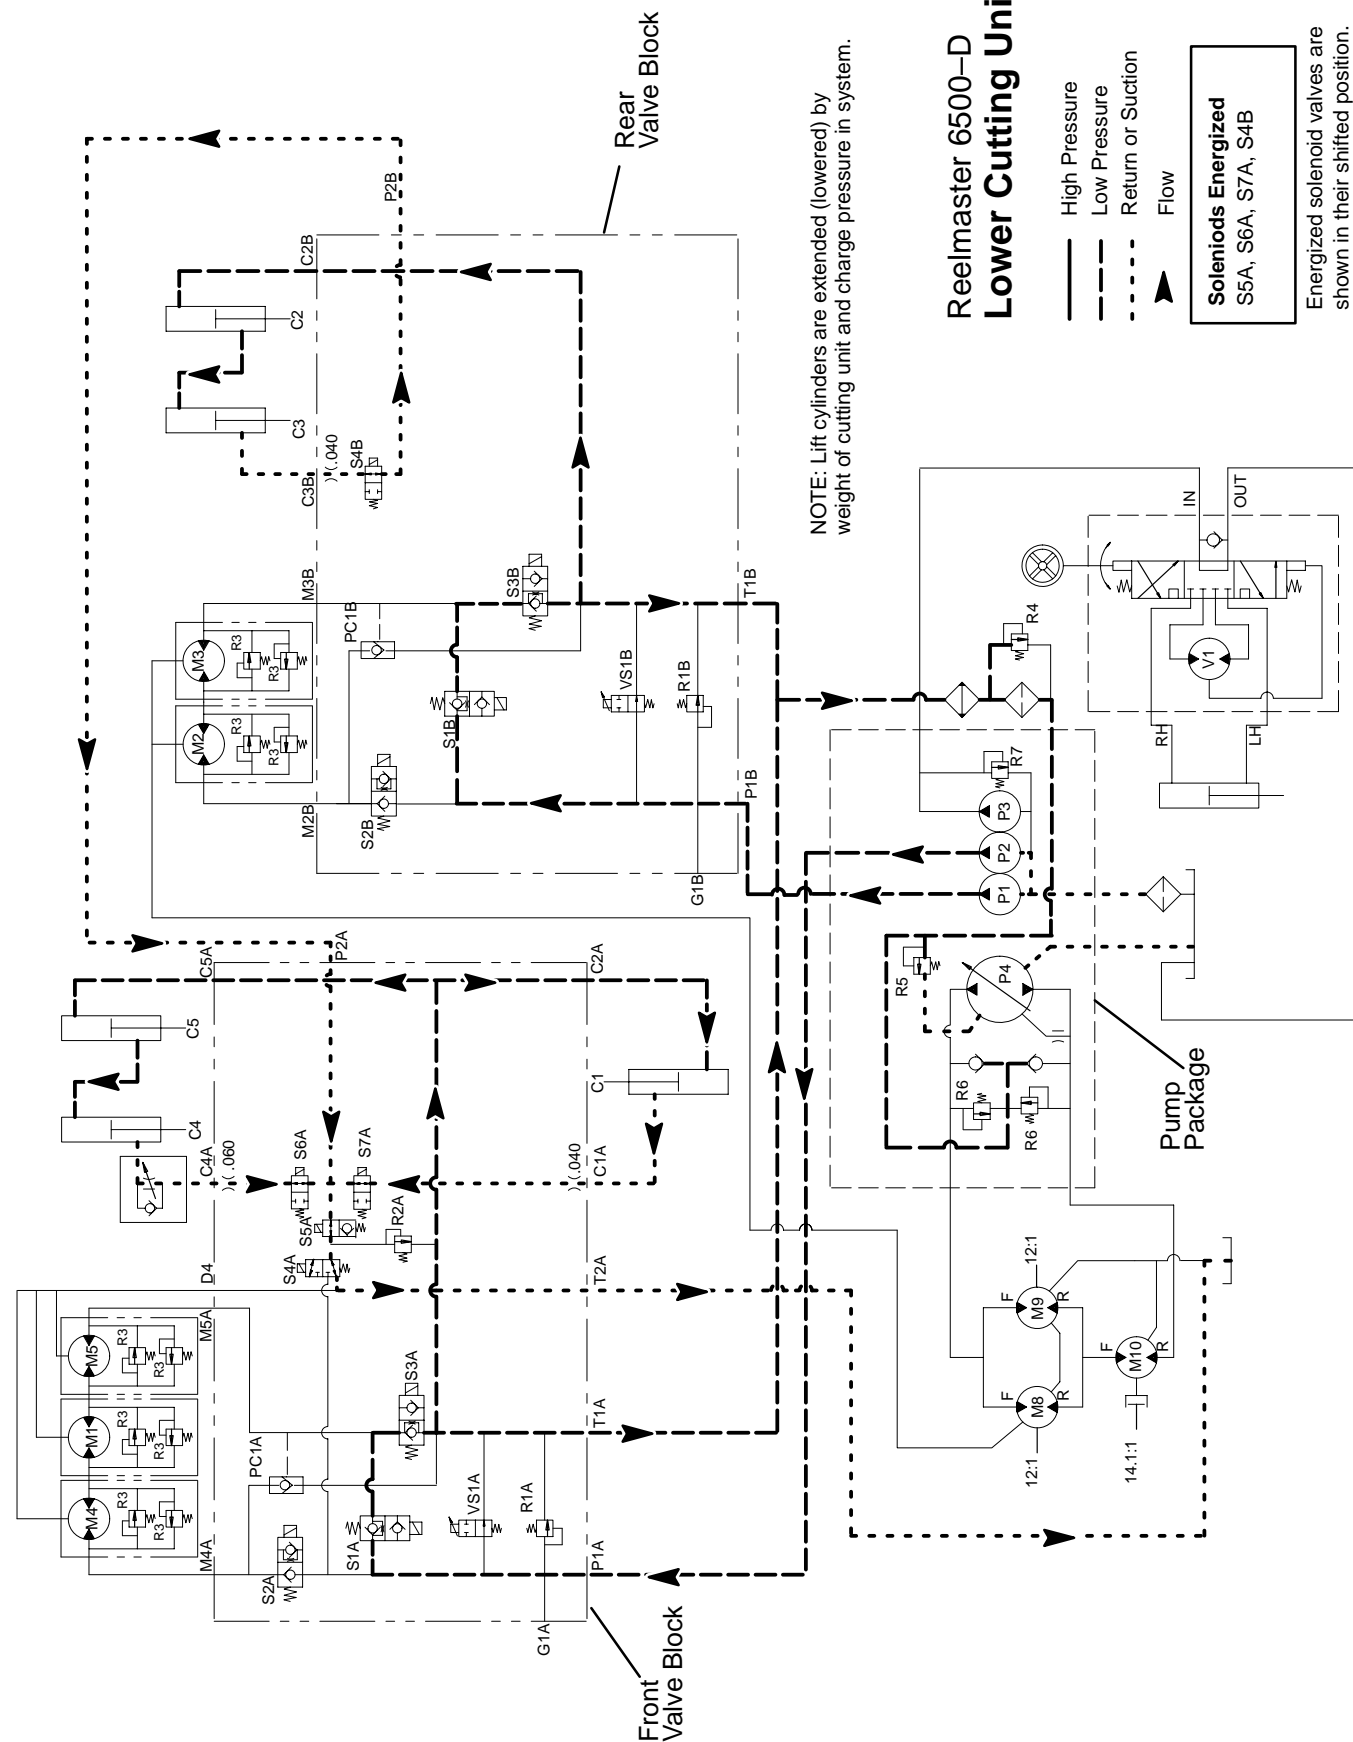 Reelmaster 6500–D
Lower Cutting Uni
High Pressure
Low Pressure
Return or Suction
Flow
Soleniods Energized
S5A, S6A, S7A, S4B
Energized solenoid valves are
shown in their shifted position.
NOTE: Lift cylinders are extended (lowered) by
weight of cutting unit and charge pressure in system.
Rear
Valve Block
Front
Valve Block
Pump
Package
M4
M1
M5
R3
R3
R3
R3
R3
R3
M4A
M5A
D4
C4
C5
C4A
(.060
C5A
P2A
S2A
PC1A
S4A
S5A
S6A
S7A
R2A
S1A
S3A
VS1A
R1A
G1A
P1A
T1A
T2A
C1A
(.040
C2A
C1
M2
M3
R3
R3
R3
R3
M2B
M3B
C3B
(.040
S4B
C3
C2
C2B
P2B
S2B
PC1B
S1B
S3B
VS1B
R1B
G1B
P1B
T1B
P1
P2
P3
R7
R4
R5
P4
R6
R6
IN
OUT
V1
RH
LH
M8
M9
M10
F
R
F
R
F
R
12:1
12:1
14.1:1